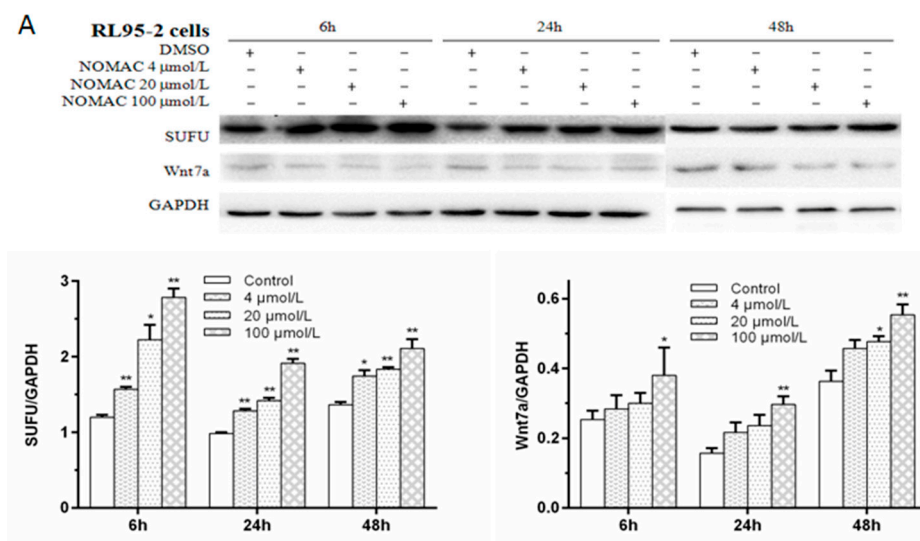 A
RL95-2 cells 6h 24h 48h
DMSO + - - - + - - - + - - -
NOMAC 4 µmol/L - + - - - + - - - + - -
NOMAC 20 µmol/L - - + - - - + - - - + -
NOMAC 100 µmol/L - - - + - - - + - - - +
SUFU
Wnt7a
GAPDH
SUFU/GAPDH
3
2
1
0
Control
4 µmol/L
20 µmol/L
100 µmol/L
** * **
** ** **
* ** **
6h 24h 48h
Wnt7a/GAPDH
0.6
0.4
0.2
0.0
Control
4 µmol/L
20 µmol/L
100 µmol/L
*
**
* **
6h 24h 48h